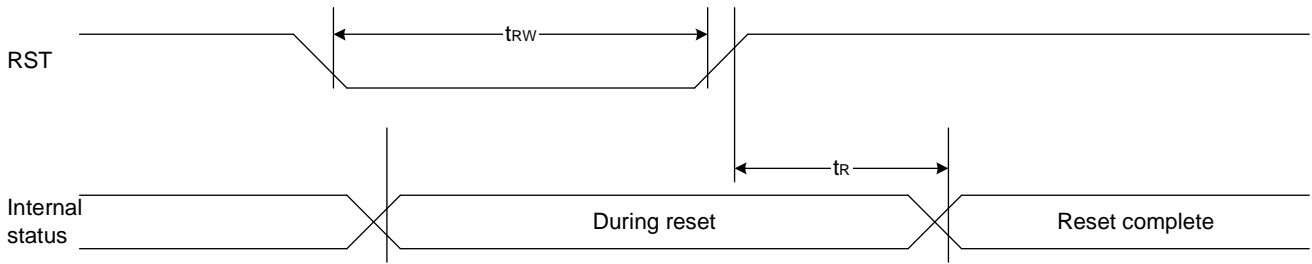 tRW
RST
tR
Internal
status
During reset
Reset complete